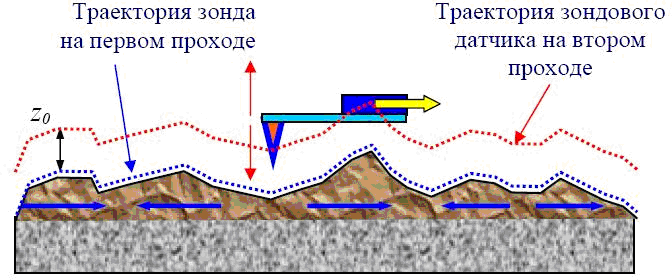 Траектория зонда
на первом проходе
Траектория зондового
датчика на втором
проходе
z0